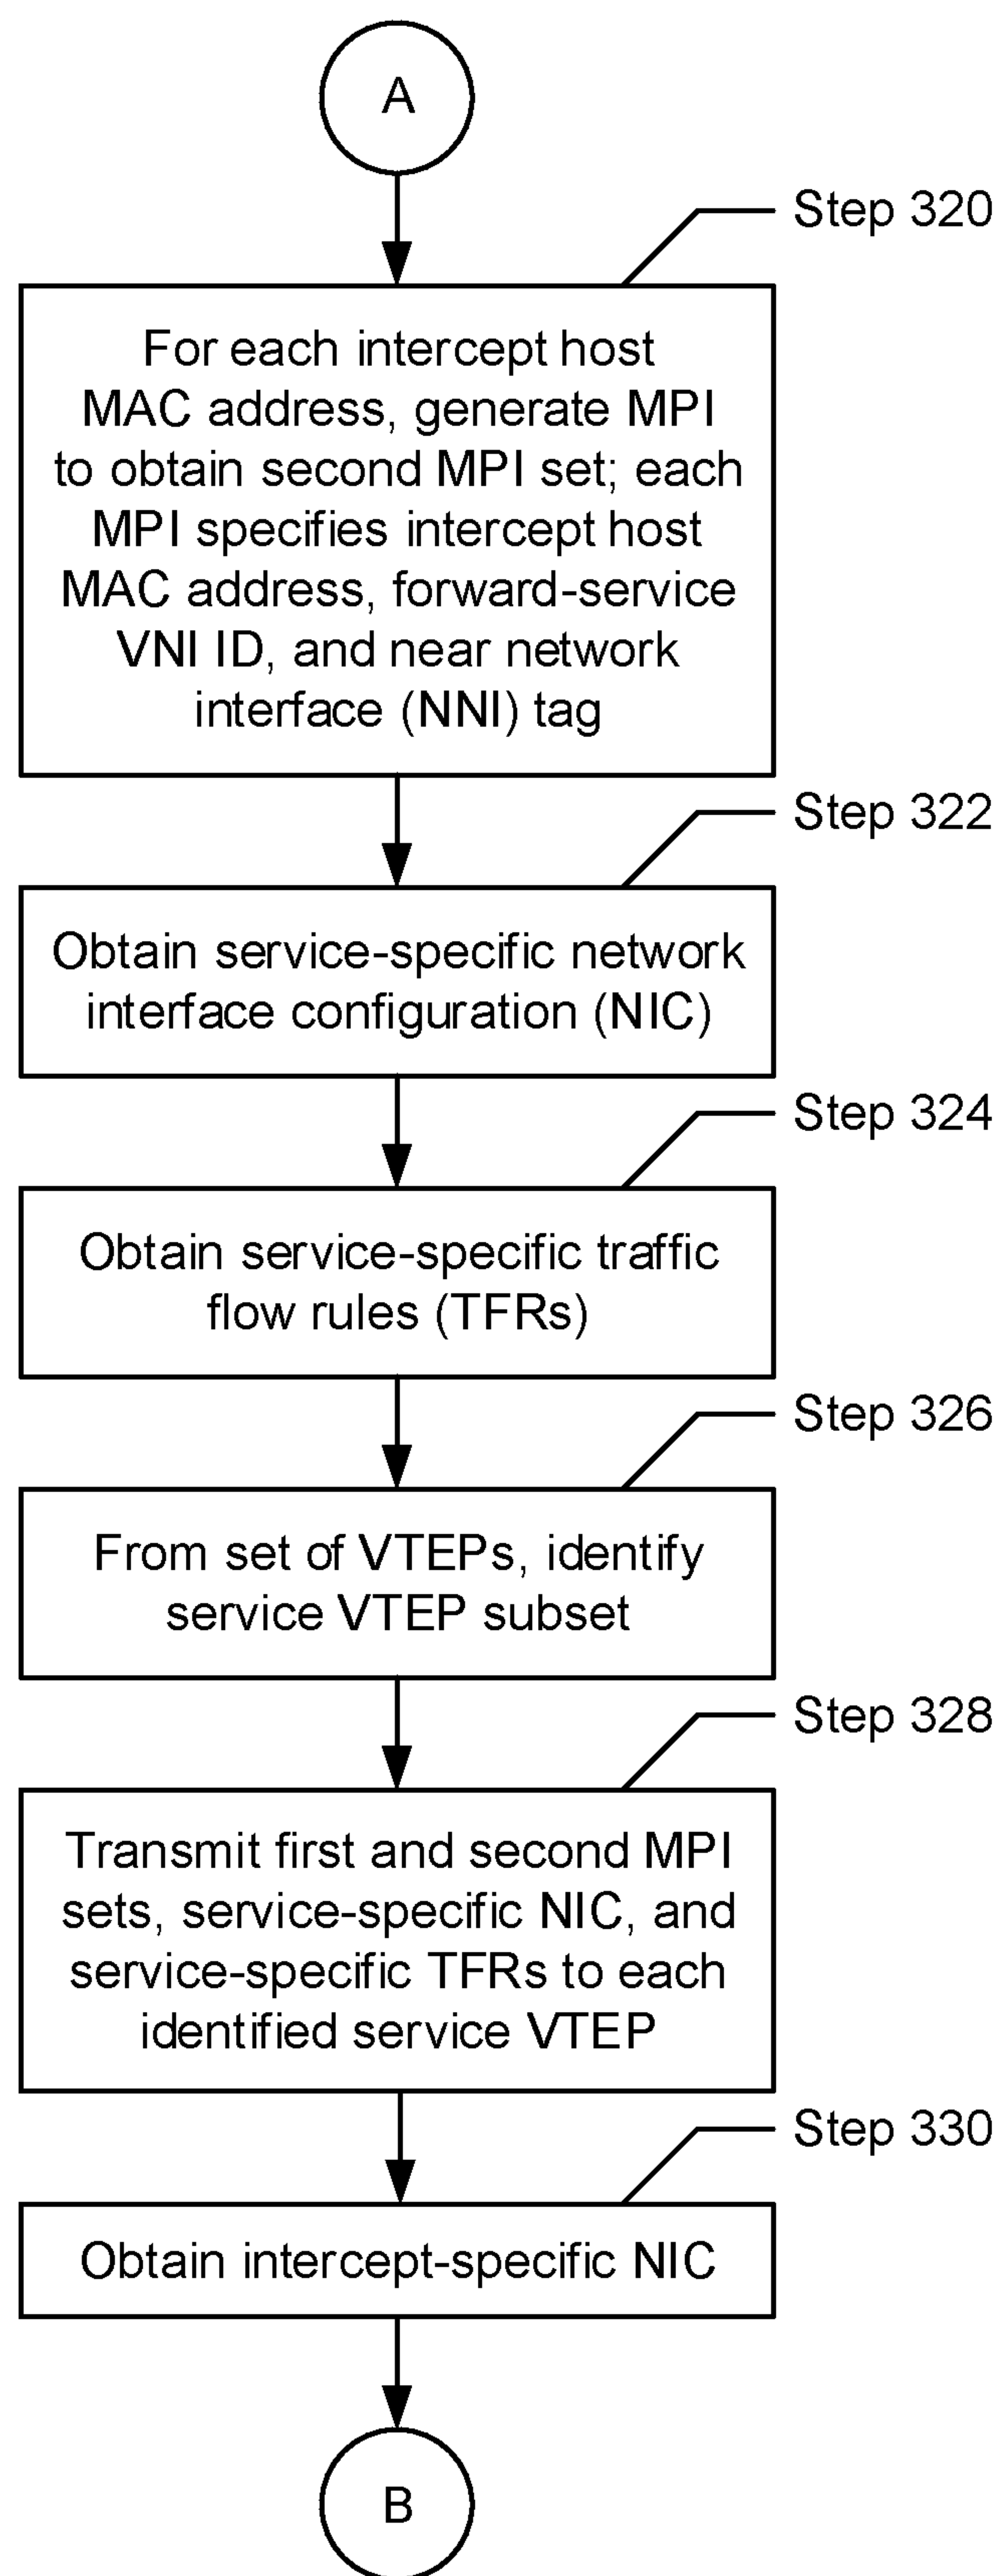 A
Step 320
For each intercept host
MAC address, generate MPI
to obtain second MPI set; each
MPI specifies intercept host
MAC address, forward-service
VNI ID, and near network
interface (NNI) tag
Step 322
Obtain service-specific network
interface configuration (NIC)
Step 324
Obtain service-specific traffic
flow rules (TFRs)
Step 326
From set of VTEPs, identify
service VTEP subset
Step 328
Transmit first and second MPI
sets, service-specific NIC, and
service-specific TFRs to each
identified service VTEP
Step 330
Obtain intercept-specific NIC
B